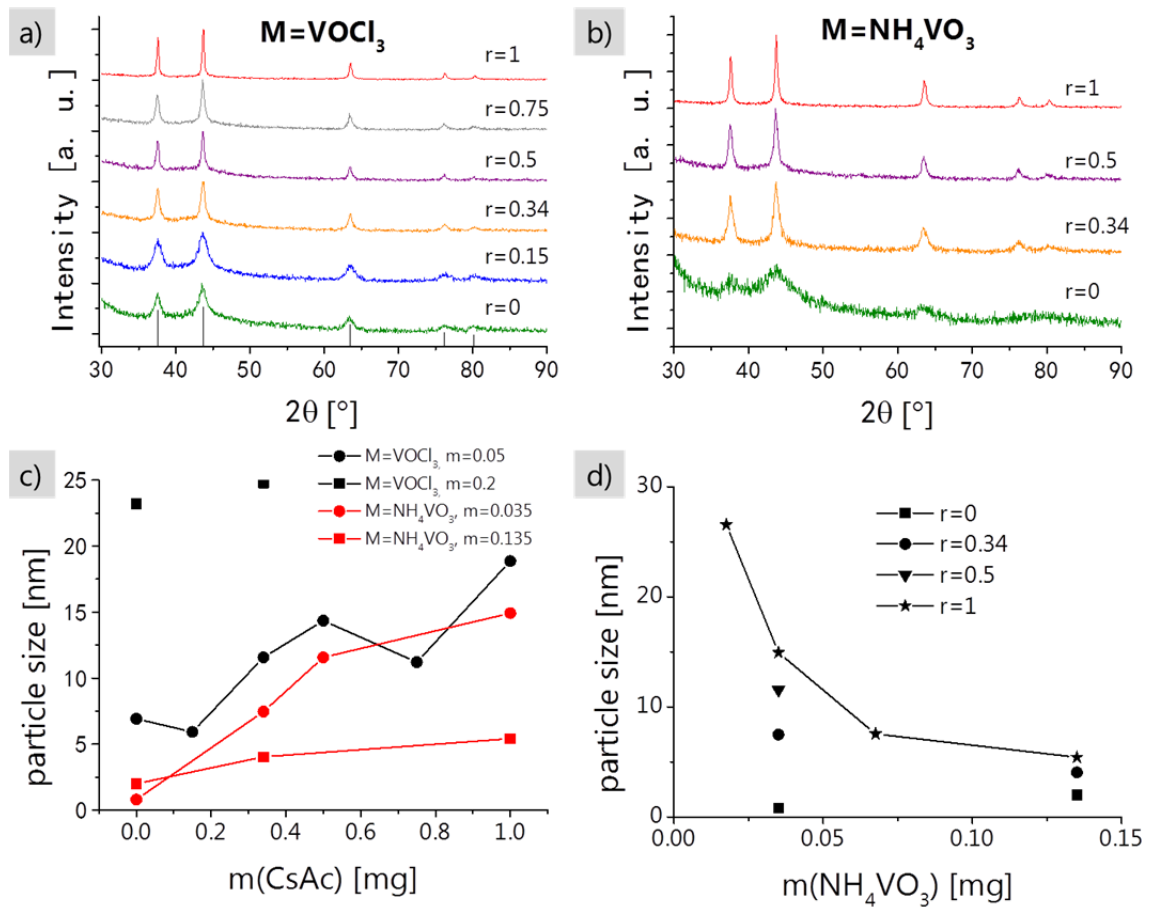 a)
M=VOCl₃
Intensity [a. u.]
r=1
r=0.75
r=0.5
r=0.34
r=0.15
r=0
30 40 50 60 70 80 90
2θ [°]
b)
M=NH₄VO₃
Intensity [a. u.]
r=1
r=0.5
r=0.34
r=0
30 40 50 60 70 80 90
2θ [°]
c)
M=VOCl₃, m=0.05
M=VOCl₃, m=0.2
M=NH₄VO₃, m=0.035
M=NH₄VO₃, m=0.135
particle size [nm]
25
20
15
10
5
0
0.0 0.2 0.4 0.6 0.8 1.0
m(CsAc) [mg]
d)
r=0
r=0.34
r=0.5
r=1
particle size [nm]
30
20
10
0
0.00 0.05 0.10 0.15
m(NH₄VO₃) [mg]